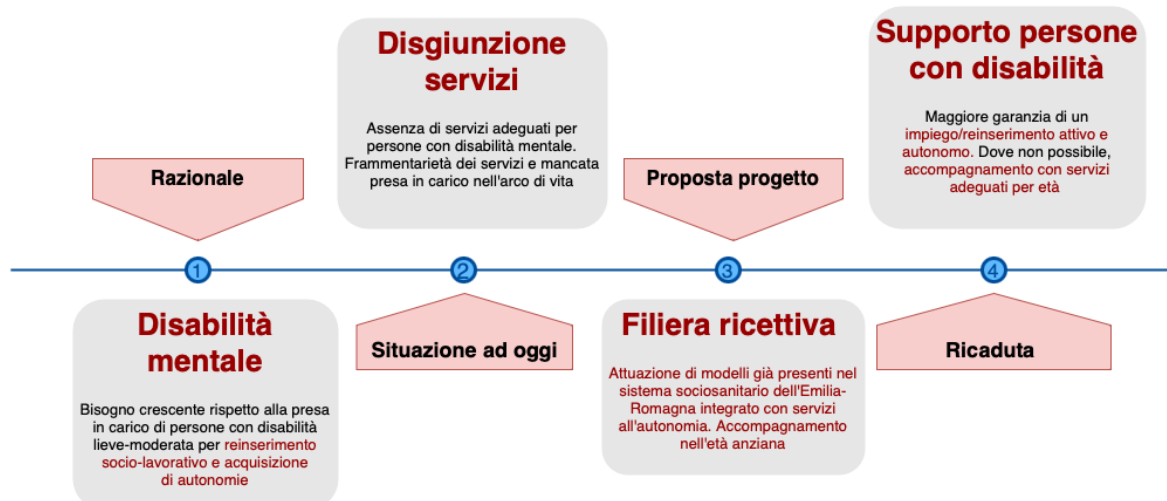 Razionale
1
Disabilità
mentale
Bisogno crescente rispetto alla presa
in carico di persone con disabilità
lieve-moderata per reinserimento
socio-lavorativo e acquisizione
di autonomie
Disgiunzione
servizi
Assenza di servizi adeguati per
persone con disabilità mentale.
Frammentarietà dei servizi e mancata
presa in carico nell'arco di vita
2
Situazione ad oggi
Proposta progetto
3
Filiera ricettiva
Attuazione di modelli già presenti nel
sistema sociosanitario dell'Emilia-
Romagna integrato con servizi
all'autonomia. Accompagnamento
nell'età anziana
Supporto persone
con disabilità
Maggiore garanzia di un
impiego/reinserimento attivo e
autonomo. Dove non possibile,
accompagnamento con servizi
adeguati per età
4
Ricaduta